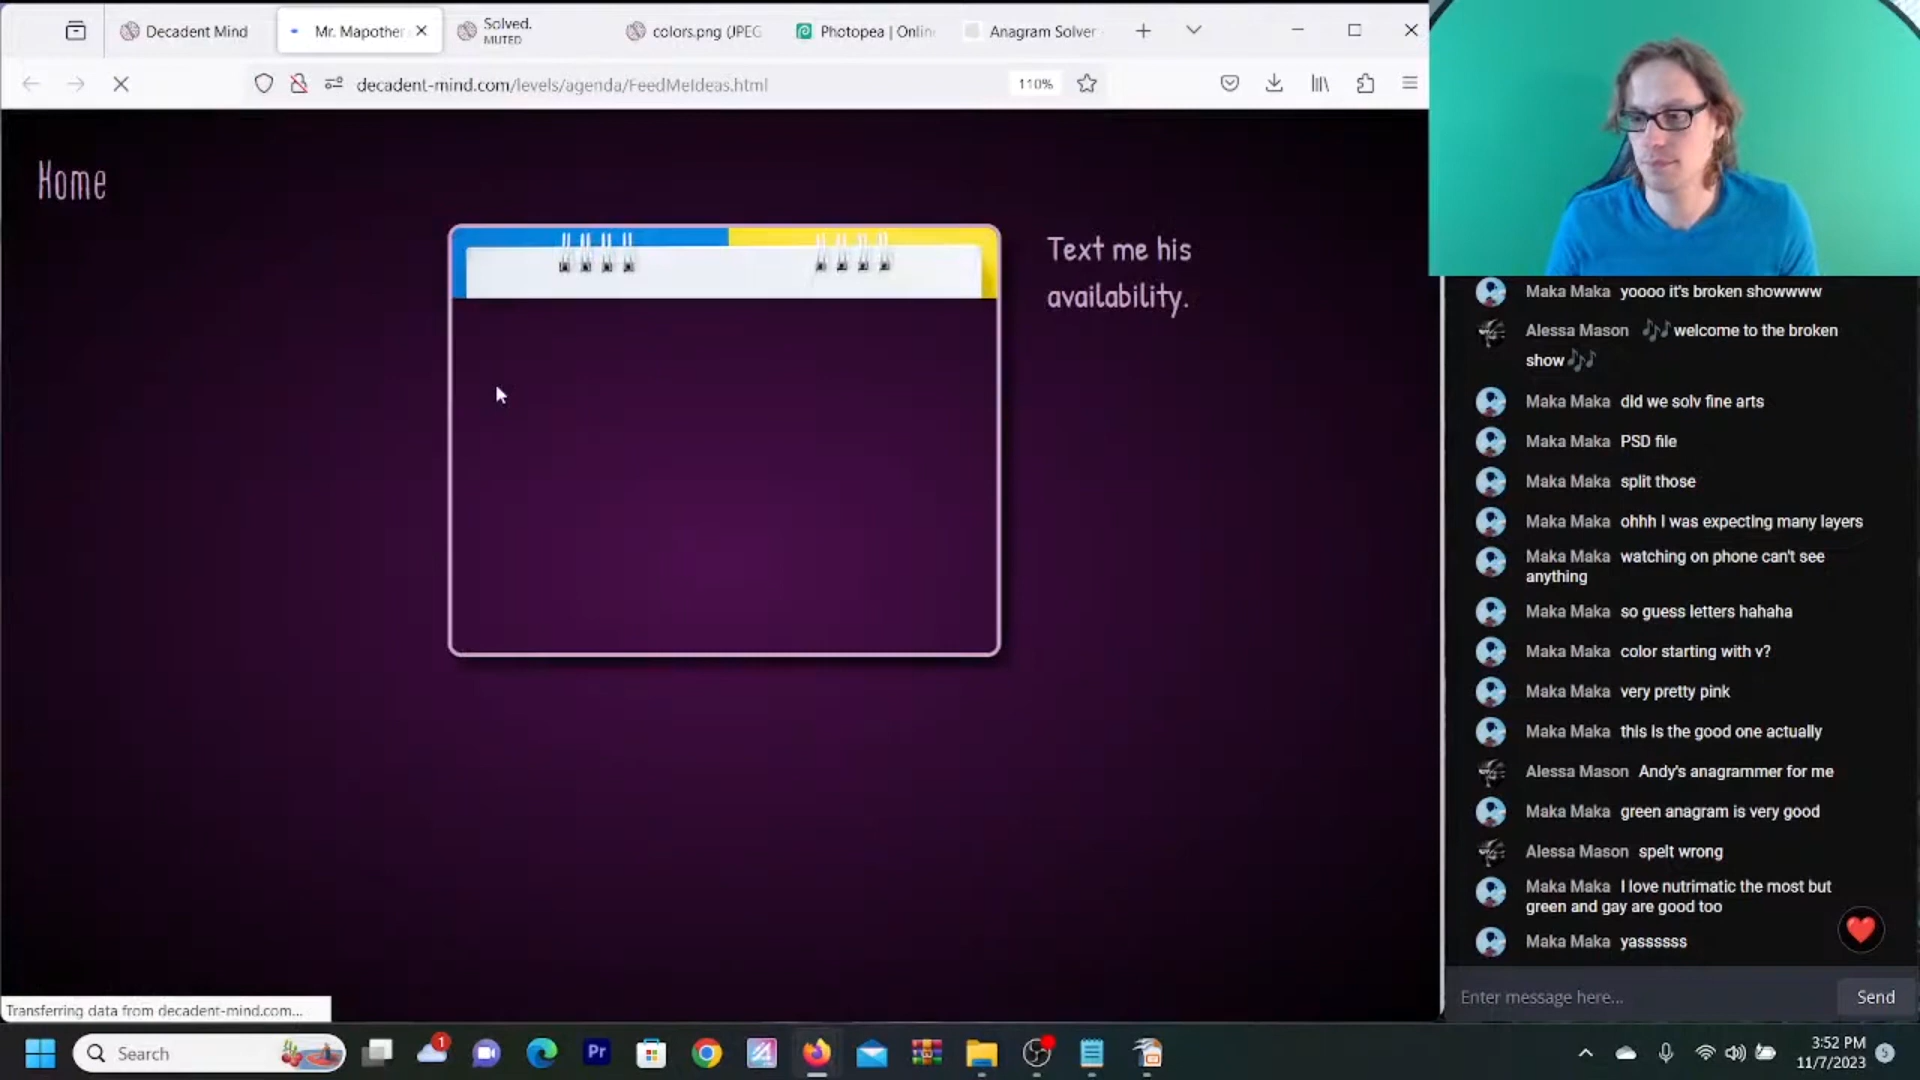 Decadent Mind
Mr. Mapother
Solved.
MUTED
colors.png (JPEG
Photopea | Onlin
Anagram Solver
decadent-mind.com/levels/agenda/FeedMeIdeas.html
110%
Home
Text me his
availability.
Maka Maka yoooo it's broken showwww
Alessa Mason 🎶 welcome to the broken
show🎶
Maka Maka did we solv fine arts
Maka Maka PSD file
Maka Maka split those
Maka Maka ohhh I was expecting many layers
Maka Maka watching on phone can't see
anything
Maka Maka so guess letters hahaha
Maka Maka color starting with v?
Maka Maka very pretty pink
Maka Maka this is the good one actually
Alessa Mason Andy's anagrammer for me
Maka Maka green anagram is very good
Alessa Mason spelt wrong
Maka Maka I love nutrimatic the most but
green and gay are good too
Maka Maka yassssss
Enter message here...
Send
Transferring data from decadent-mind.com...
Search
1
Pr
3:52 PM
11/7/2023
5